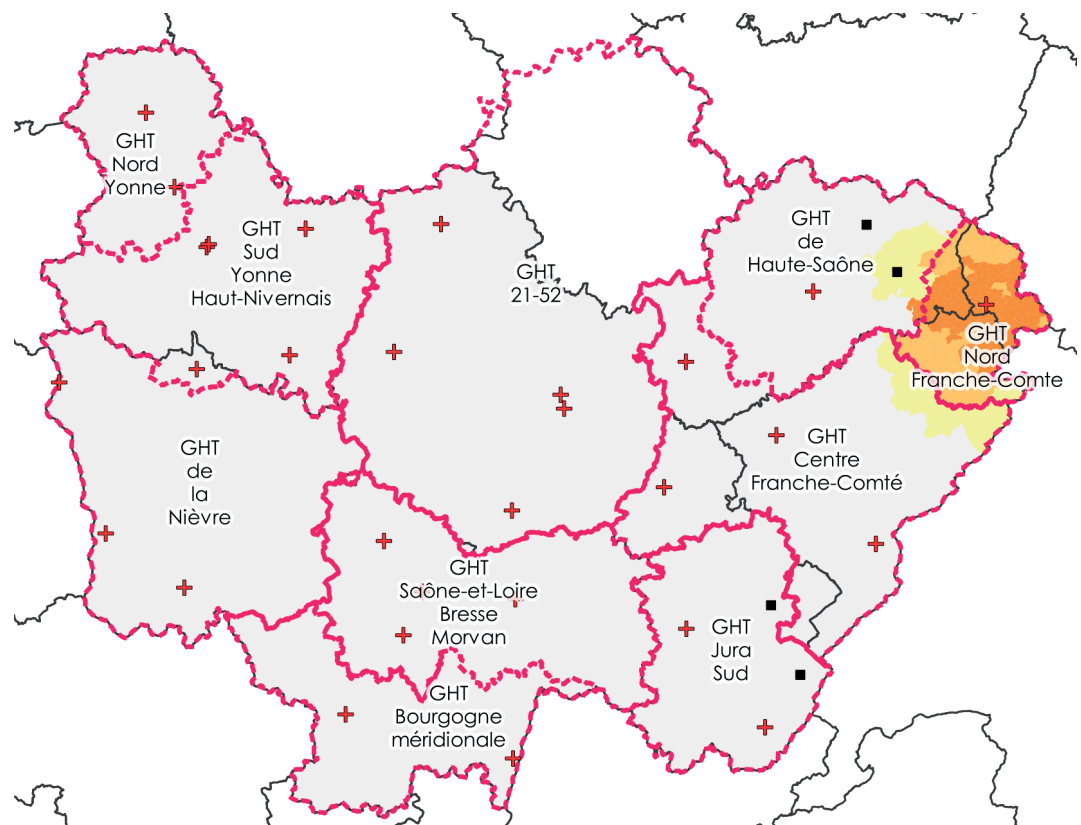 GHT
Nord
Yonne
GHT
Sud
Yonne
Haut-Nivernais
GHT
21-52
GHT
de
Haute-Saône
GHT
Nord
Franche-Comte
GHT
Centre
Franche-Comté
GHT
de
la
Nièvre
GHT
Saône-et-Loire
Bresse
Morvan
GHT
Jura
Sud
GHT
Bourgogne
méridionale